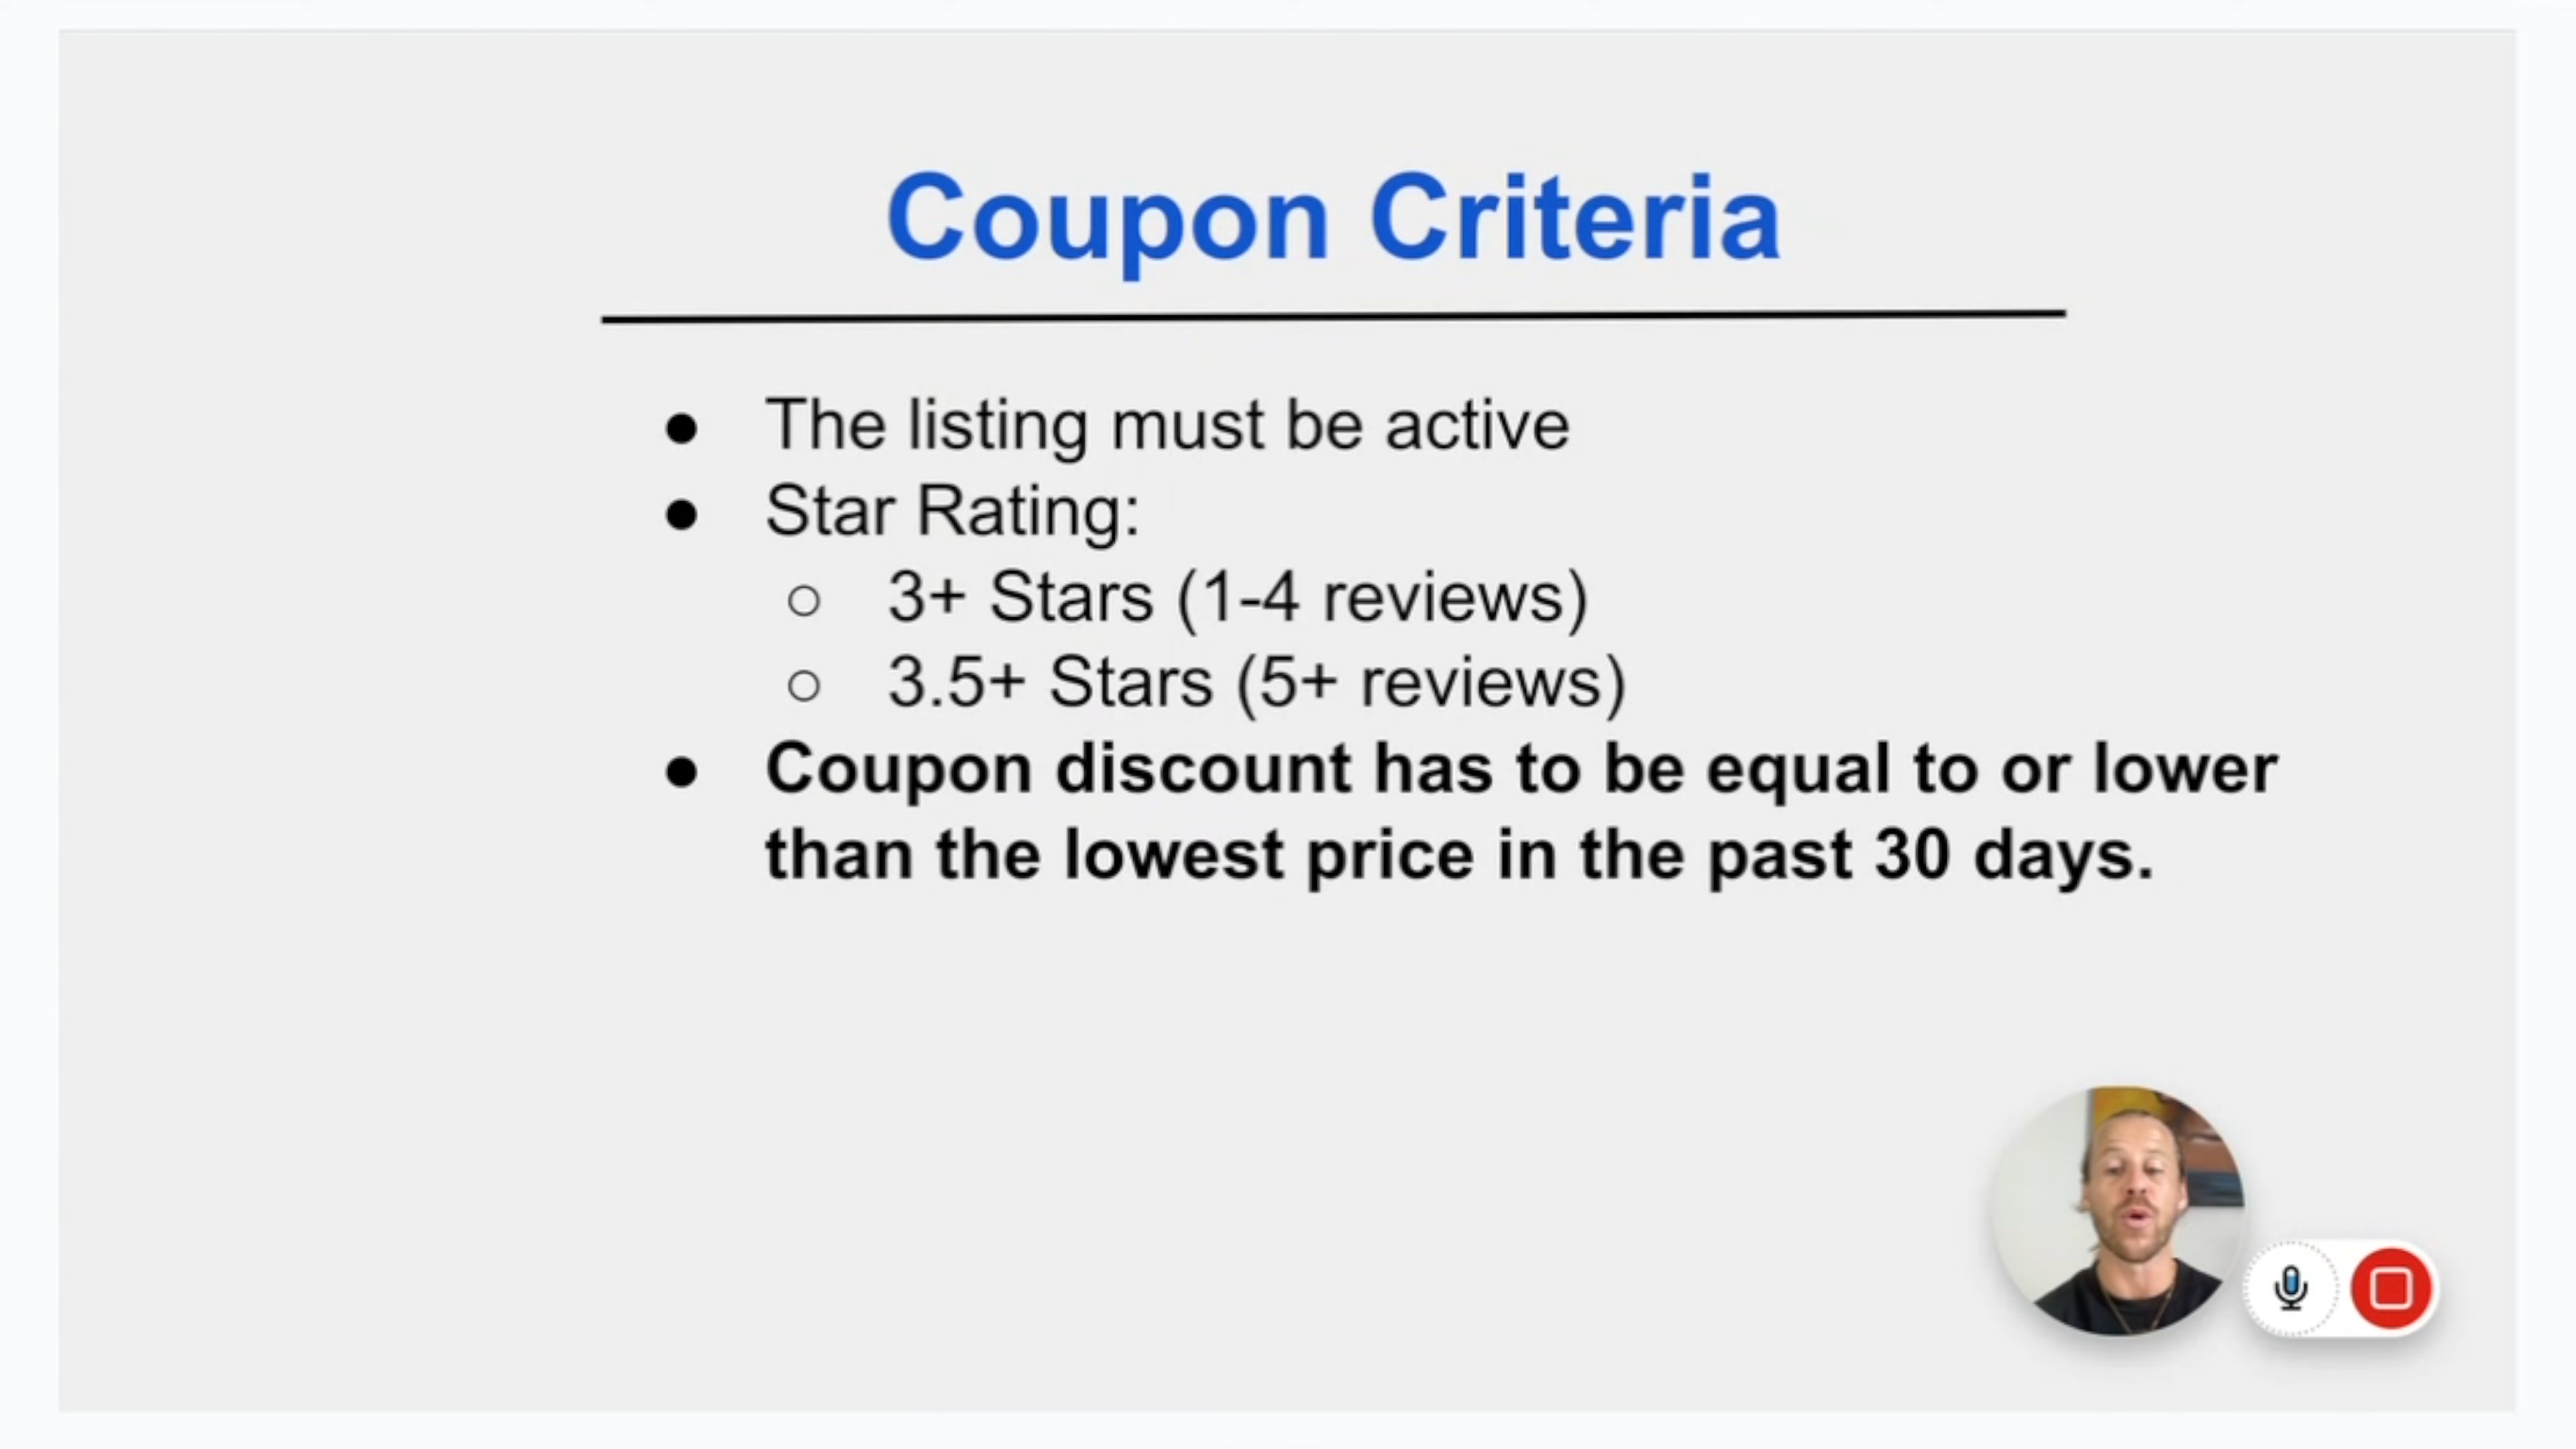 Coupon Criteria
● The listing must be active
● Star Rating:
○ 3+ Stars (1-4 reviews)
○ 3.5+ Stars (5+ reviews)
● Coupon discount has to be equal to or lower
than the lowest price in the past 30 days.